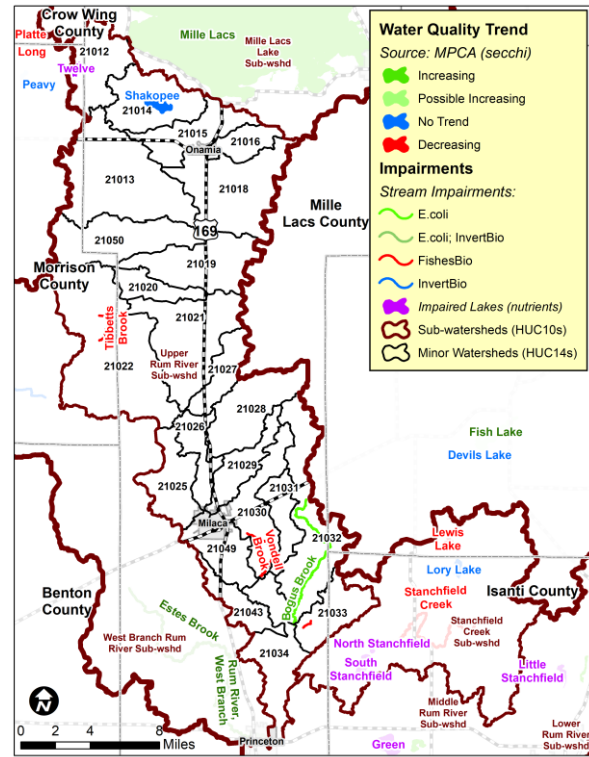 Crow Wing
County
Platte
Long
21012
Twelve
Peavy
Mille Lacs
Mille Lacs
Lake
Sub-wshd
Shakopee
21014
21015
21016
Onamia
21013
21018
Mille
Lacs County
169
21050
21019
Morrison
County
21020
21021
Tibbetts
Brook
21022
Upper
Rum River
Sub-wshd
21027
21028
21026
21029
21025
21031
21030
Milaca
21032
21049
Vondell
Brook
Bogus Brook
Benton
County
21043
21033
Estes Brook
West Branch Rum
River Sub-wshd
Rum River,
West Branch
21034
Princeton
Fish Lake
Devils Lake
Lewis
Lake
Lory Lake
Isanti County
Stanchfield
Creek
Stanchfield
Creek
Sub-wshd
North Stanchfield
South
Stanchfield
Little
Stanchfield
Middle
Rum River
Sub-wshd
Lower
Rum River
Sub-wshd
Green
N
0 2 4 8
Miles
Water Quality Trend
Source: MPCA (secchi)
Increasing
Possible Increasing
No Trend
Decreasing
Impairments
Stream Impairments:
E.coli
E.coli; InvertBio
FishesBio
InvertBio
Impaired Lakes (nutrients)
Sub-watersheds (HUC10s)
Minor Watersheds (HUC14s)